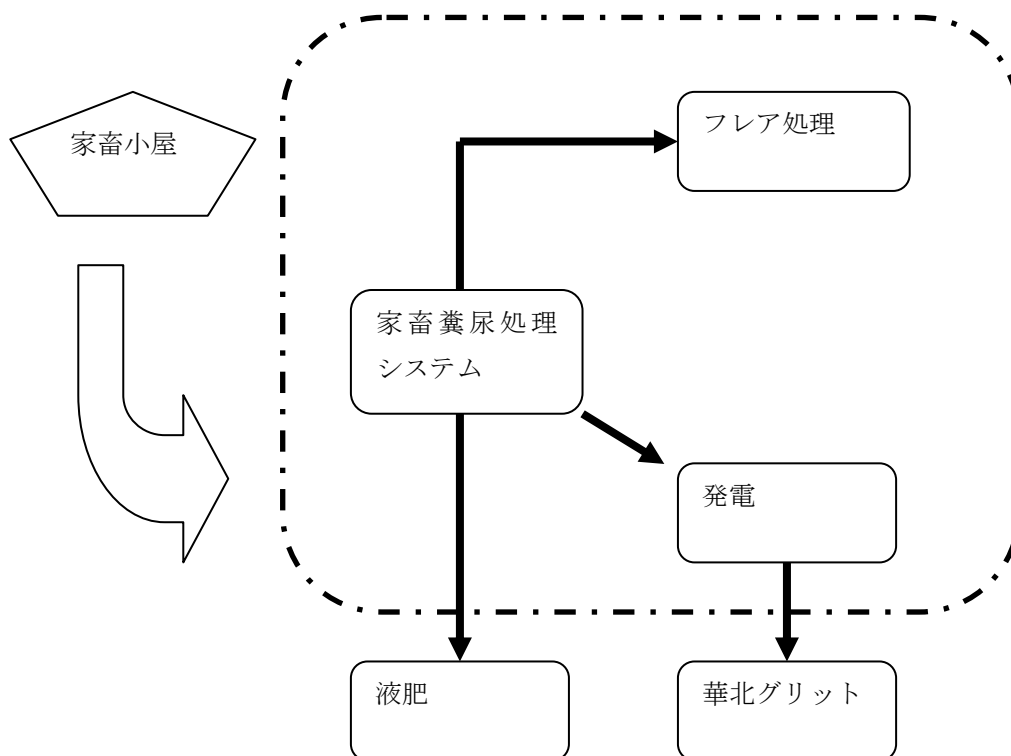 家畜小屋
フレア処理
家畜糞尿処理
システム
発電
液肥
華北グリット